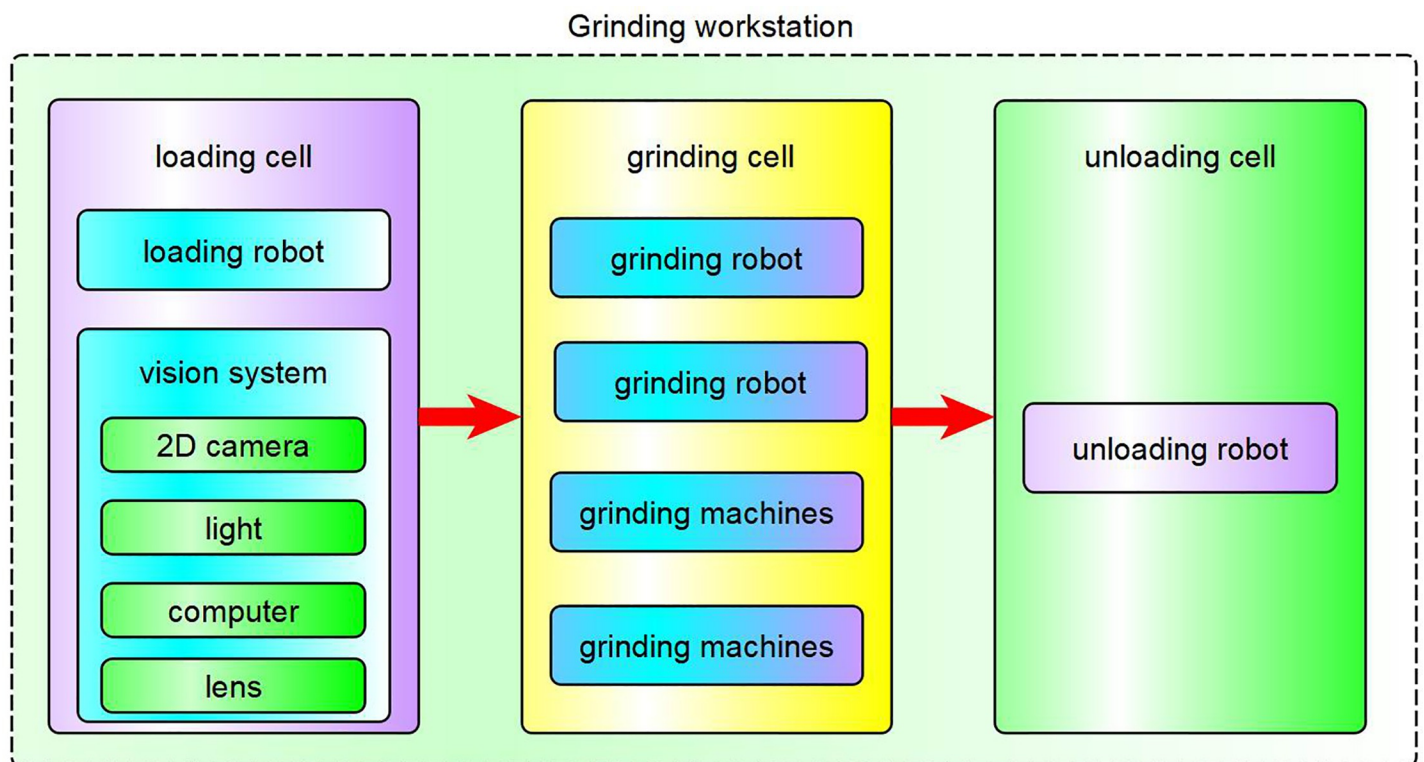 Grinding workstation
loading cell
loading robot
vision system
2D camera
light
computer
lens
grinding cell
grinding robot
grinding robot
grinding machines
grinding machines
unloading cell
unloading robot